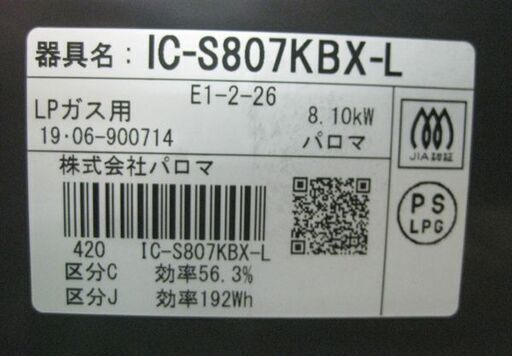 器具名: IC-S807KBX-L
E1-2-26
LPガス用 8.10kW
19・06-900714 パロマ
JIA認証
株式会社パロマ
PS
LPG
420 IC-S807KBX-L
区分C 効率56.3%
区分J 効率192Wh